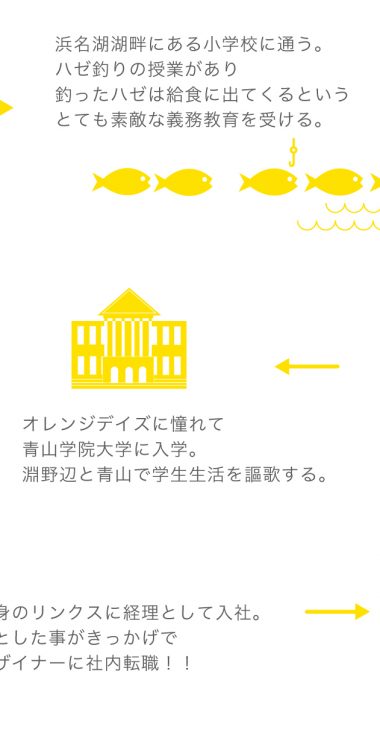 浜名湖湖畔にある小学校に通う。
ハゼ釣りの授業があり
釣ったハゼは給食に出てくるという
とても素敵な義務教育を受ける。
オレンジデイズに憧れて
青山学院大学に入学。
淵野辺と青山で学生生活を謳歌する。
身のリンクスに経理として入社。
とした事がきっかげで
ザイナーに社内転職！！